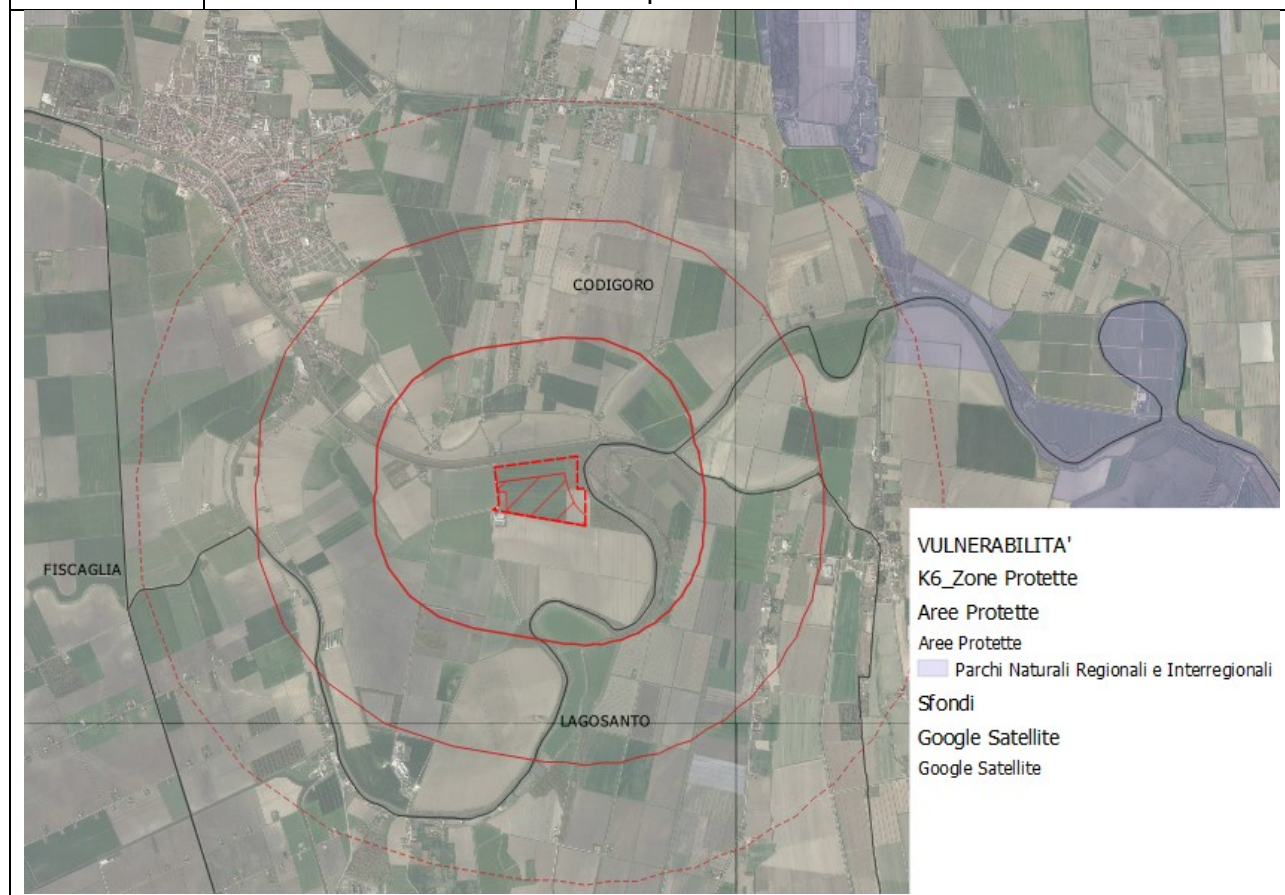 CODIGORO
FISCAGLIA
LAGOSANTO
VULNERABILITA'
K6_Zone Protette
Aree Protette
Aree Protette
Parchi Naturali Regionali e Interregionali
Sfondi
Google Satellite
Google Satellite